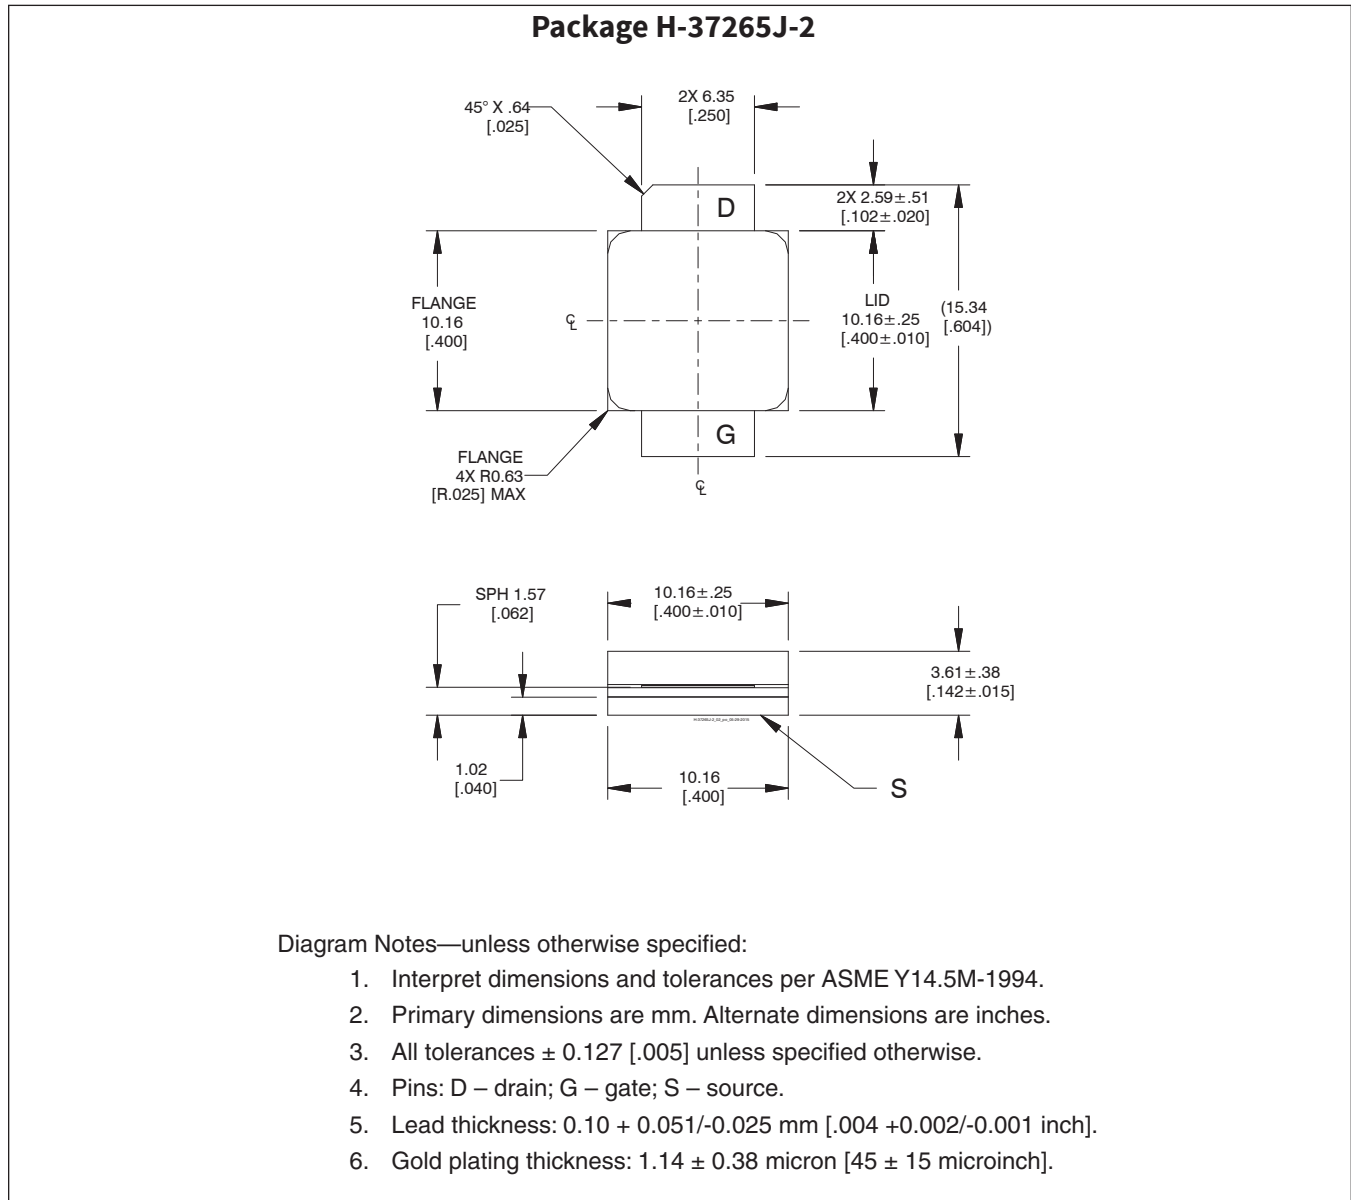 Package H-37265J-2
45° X .64
[.025]
2X 6.35
[.250]
D
2X 2.59±.51
[.102±.020]
FLANGE
10.16
[.400]
℄
LID
10.16±.25
[.400±.010]
(15.34
[.604])
G
FLANGE
4X R0.63
[R.025] MAX
℄
SPH 1.57
[.062]
10.16±.25
[.400±.010]
3.61±.38
[.142±.015]
1.02
[.040]
10.16
[.400]
S
Diagram Notes—unless otherwise specified:
1. Interpret dimensions and tolerances per ASME Y14.5M-1994.
2. Primary dimensions are mm. Alternate dimensions are inches.
3. All tolerances ± 0.127 [.005] unless specified otherwise.
4. Pins: D – drain; G – gate; S – source.
5. Lead thickness: 0.10 + 0.051/-0.025 mm [.004 +0.002/-0.001 inch].
6. Gold plating thickness: 1.14 ± 0.38 micron [45 ± 15 microinch].